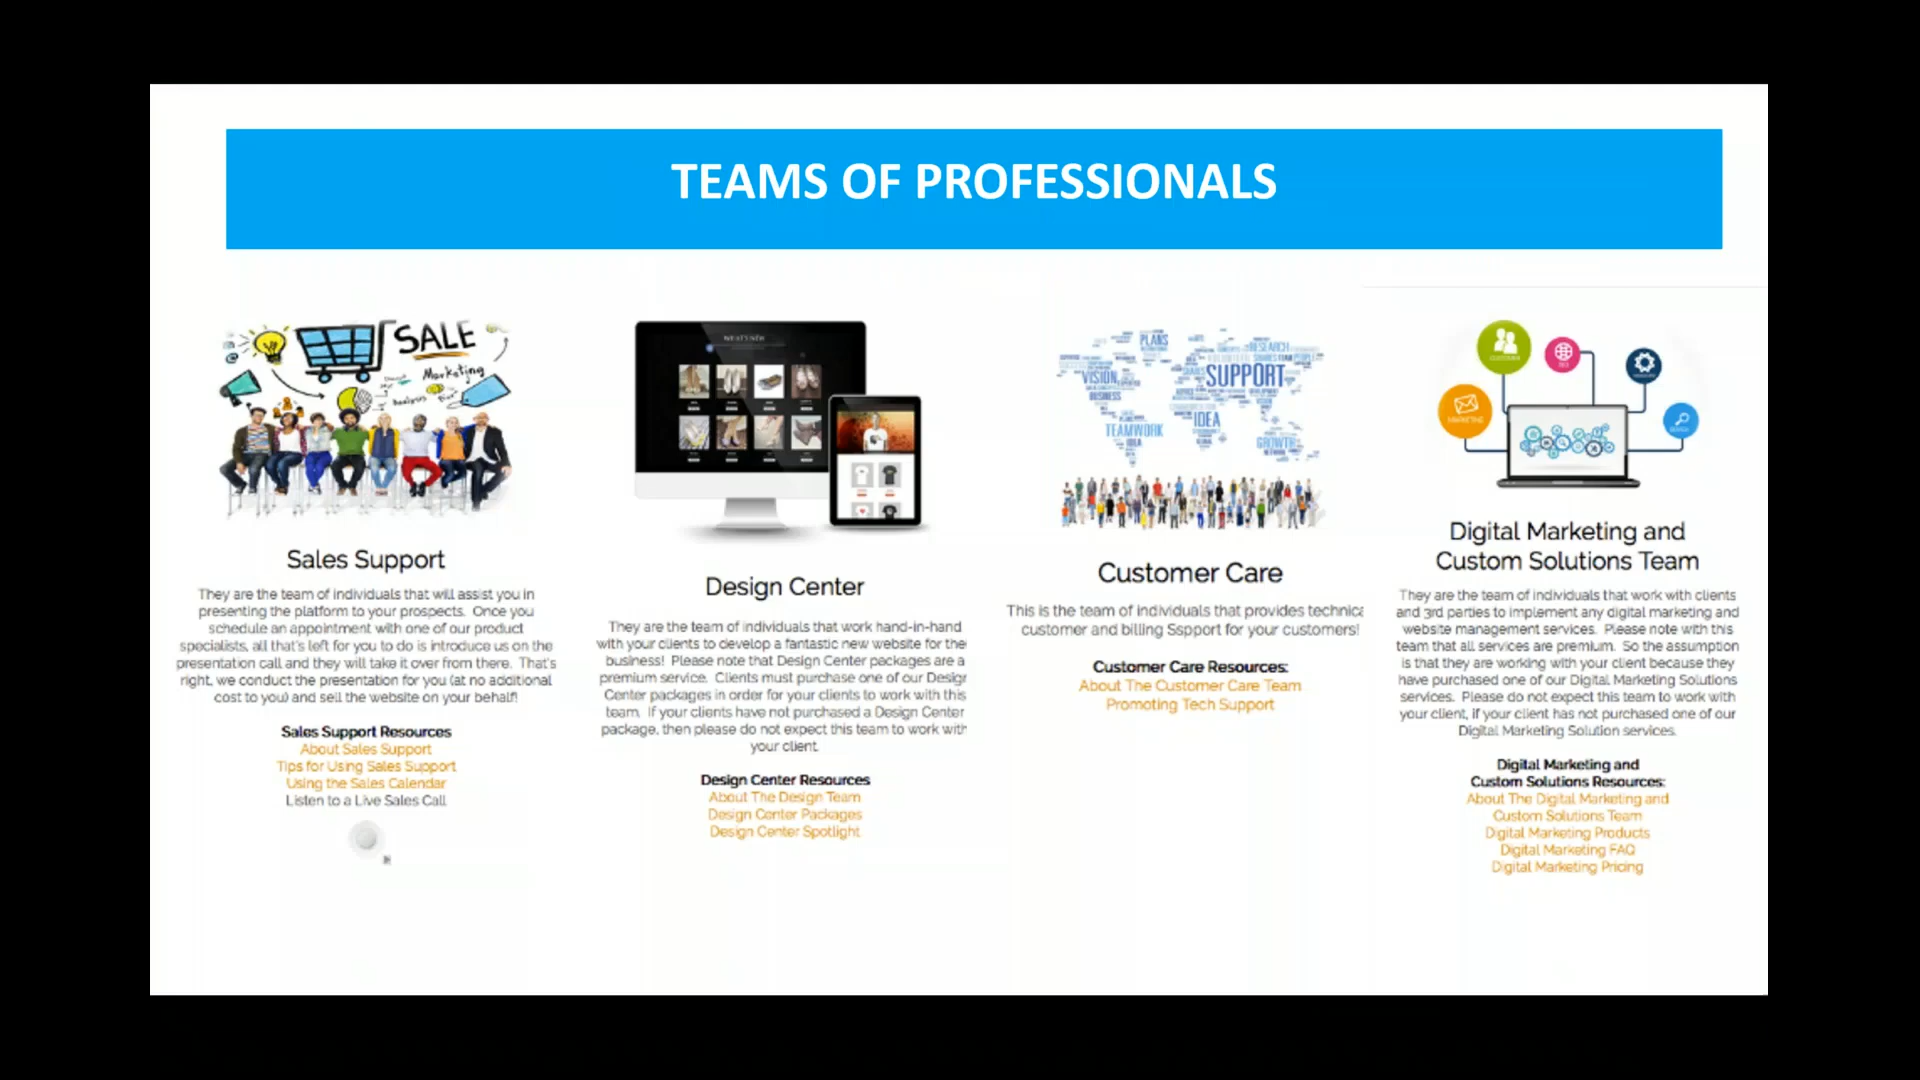 TEAMS OF PROFESSIONALS
SALE
Marketing
Analysis
Sales Support
They are the team of individuals that will assist you in
presenting the platform to your prospects. Once you
schedule an appointment with one of our product
specialists, all that's left for you to do is introduce us on the
presentation call and they will take it over from there. That's
right, we conduct the presentation for you (at no additional
cost to you) and sell the website on your behalf!
Sales Support Resources
About Sales Support
Tips for Using Sales Support
Using the Sales Calendar
Listen to a Live Sales Call
WHAT'S NEW
Design Center
They are the team of individuals that work hand-in-hand
with your clients to develop a fantastic new website for the
business! Please note that Design Center packages are a
premium service. Clients must purchase one of our Desigr
Center packages in order for your clients to work with this
team. If your clients have not purchased a Design Center
package, then please do not expect this team to work with
your client.
Design Center Resources
About The Design Team
Design Center Packages
Design Center Spotlight
PLANS
RESEARCH
VISION
SUPPORT
BUSINESS
IDEA
TEAMWORK
IDEA
GROWTH
NETWORK
Customer Care
This is the team of individuals that provides technica
customer and billing Sspport for your customers!
Customer Care Resources:
About The Customer Care Team
Promoting Tech Support
MARKETING
Digital Marketing and
Custom Solutions Team
They are the team of individuals that work with clients
and 3rd parties to implement any digital marketing and
website management services. Please note with this
team that all services are premium. So the assumption
is that they are working with your client because they
have purchased one of our Digital Marketing Solutions
services. Please do not expect this team to work with
your client, if your client has not purchased one of our
Digital Marketing Solution services.
Digital Marketing and
Custom Solutions Resources:
About The Digital Marketing and
Custom Solutions Team
Digital Marketing Products
Digital Marketing FAQ
Digital Marketing Pricing